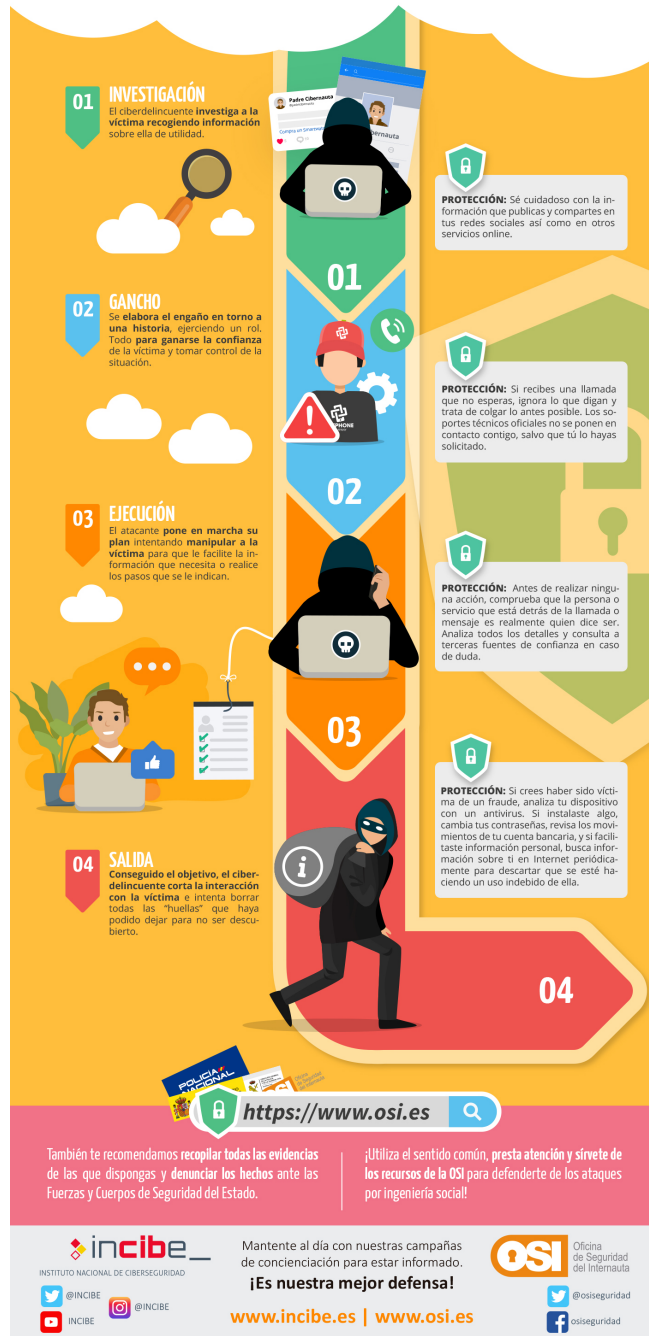 01
INVESTIGACIÓN
El ciberdelincuente investiga a la
víctima recogiendo información
sobre ella de utilidad.
Padre Cibernausa
Compra un Smartwat
bernauta
PROTECCIÓN: Sé cuidadoso con la in-
formación que publicas y compartes en
tus redes sociales así como en otros
servicios online.
01
02
GANCHO
Se elabora el engaño en torno a
una historia, ejerciendo un rol.
Todo para ganarse la confianza
de la víctima y tomar control de la
situación.
PHONE
PROTECCIÓN: Si recibes una llamada
que no esperas, ignora lo que digan y
trata de colgar lo antes posible. Los so-
portes técnicos oficiales no se ponen en
contacto contigo, salvo que tú lo hayas
solicitado.
02
03
EJECUCIÓN
El atacante pone en marcha su
plan intentando manipular a la
víctima para que le facilite la in-
formación que necesita o realice
los pasos que se le indican.
PROTECCIÓN: Antes de realizar ningu-
na acción, comprueba que la persona o
servicio que está detrás de la llamada o
mensaje es realmente quien dice ser.
Analiza todos los detalles y consulta a
terceras fuentes de confianza en caso
de duda.
03
PROTECCIÓN: Si crees haber sido vícti-
ma de un fraude, analiza tu dispositivo
con un antivirus. Si instalaste algo,
cambia tus contraseñas, revisa los movi-
mientos de tu cuenta bancaria, y si facili-
taste información personal, busca infor-
mación sobre ti en Internet periódica-
mente para descartar que se esté ha-
ciendo un uso indebido de ella.
04
SALIDA
Conseguido el objetivo, el ciber-
delincuente corta la interacción
con la víctima e intenta borrar
todas las "huellas" que haya
podido dejar para no ser descu-
bierto.
i
04
POLICÍA
NACIONAL
OSI
Oficina
de Seguridad
del Internauta
https://www.osi.es
También te recomendamos recopilar todas las evidencias
de las que dispongas y denunciar los hechos ante las
Fuerzas y Cuerpos de Seguridad del Estado.
¡Utiliza el sentido común, presta atención y sírvete de
los recursos de la OSI para defenderte de los ataques
por ingeniería social!
incibe_
INSTITUTO NACIONAL DE CIBERSEGURIDAD
@INCIBE
@INCIBE
INCIBE
Mantente al día con nuestras campañas
de concienciación para estar informado.
¡Es nuestra mejor defensa!
www.incibe.es | www.osi.es
OSI
Oficina
de Seguridad
del Internauta
@osiseguridad
osiseguridad